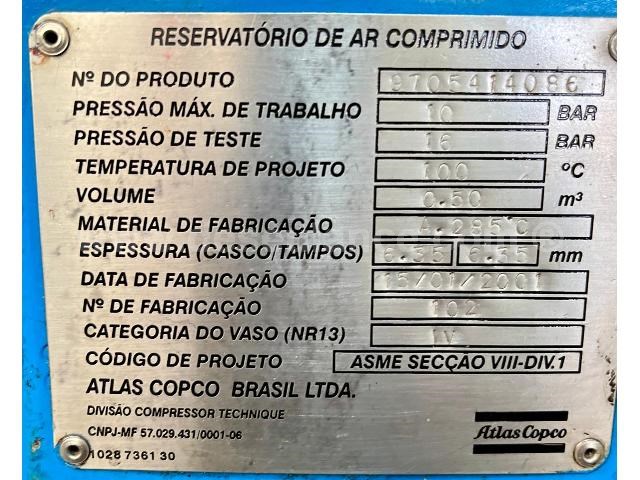 RESERVATÓRIO DE AR COMPRIMIDO
Nº DO PRODUTO 9705414086
PRESSÃO MÁX. DE TRABALHO 10 BAR
PRESSÃO DE TESTE 16 BAR
TEMPERATURA DE PROJETO 100 ºC
VOLUME 0.50 m³
MATERIAL DE FABRICAÇÃO A.285C
ESPESSURA (CASCO/TAMPOS) 6.35 6.35 mm
DATA DE FABRICAÇÃO 15/01/2001
Nº DE FABRICAÇÃO 102
CATEGORIA DO VASO (NR13) IV
CÓDIGO DE PROJETO ASME SECÇÃO VIII-DIV.1
ATLAS COPCO BRASIL LTDA.
DIVISÃO COMPRESSOR TECHNIQUE
CNPJ-MF 57.029.431/0001-06
Atlas Copco
1028 7361 30